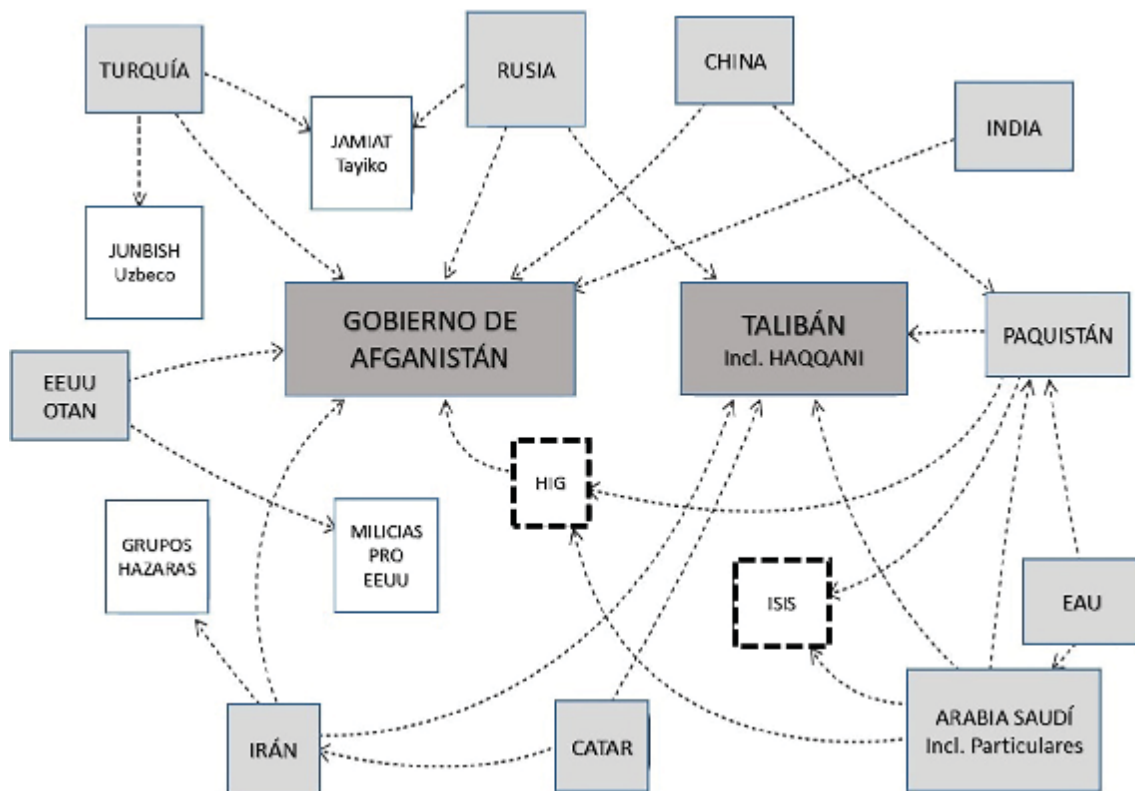 TURQUÍA
RUSIA
CHINA
INDIA
JAMIAT
Tayiko
JUNBISH
Uzbeco
GOBIERNO DE
AFGANISTÁN
TALIBÁN
Incl. HAQQANI
PAQUISTÁN
EEUU
OTAN
HIG
GRUPOS
HAZARAS
MILICIAS
PRO
EEUU
ISIS
EAU
IRÁN
CATAR
ARABIA SAUDÍ
Incl. Particulares